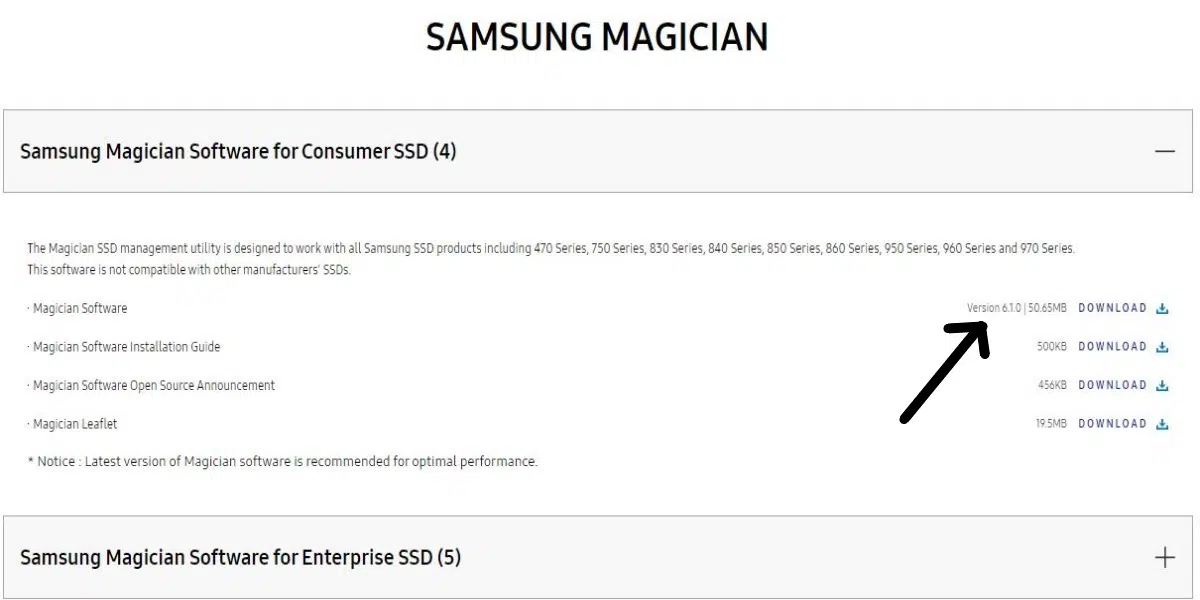 SAMSUNG MAGICIAN
Samsung Magician Software for Consumer SSD (4)
The Magician SSD management utility is designed to work with all Samsung SSD products including 470 Series, 750 Series, 830 Series, 840 Series, 850 Series, 860 Series, 950 Series, 960 Series and 970 Series.
This software is not compatible with other manufacturers' SSDs.
· Magician Software Version 6.1.0 | 50.65MB DOWNLOAD
· Magician Software Installation Guide 500KB DOWNLOAD
· Magician Software Open Source Announcement 456KB DOWNLOAD
· Magician Leaflet 19.5MB DOWNLOAD
* Notice : Latest version of Magician software is recommended for optimal performance.
Samsung Magician Software for Enterprise SSD (5)